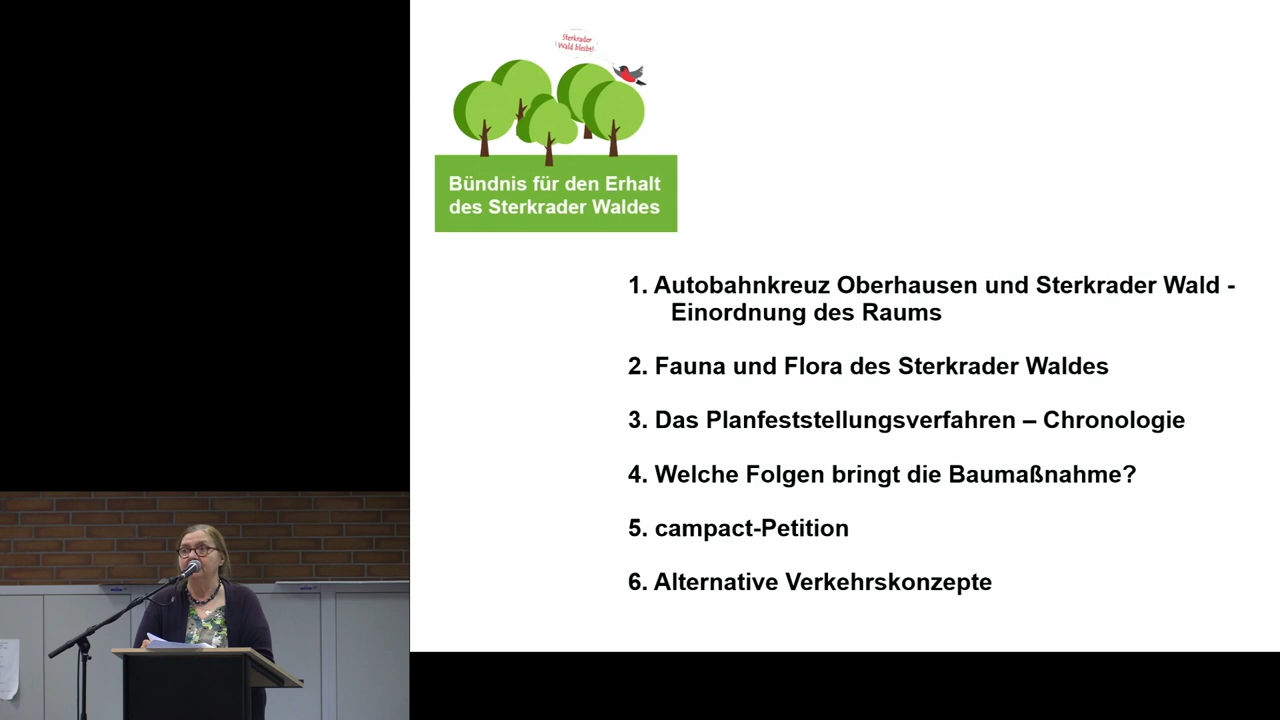 Sterkrader
Wald bleibt!
Bündnis für den Erhalt
des Sterkrader Waldes
1. Autobahnkreuz Oberhausen und Sterkrader Wald -
Einordnung des Raums
2. Fauna und Flora des Sterkrader Waldes
3. Das Planfeststellungsverfahren – Chronologie
4. Welche Folgen bringt die Baumaßnahme?
5. campact-Petition
6. Alternative Verkehrskonzepte